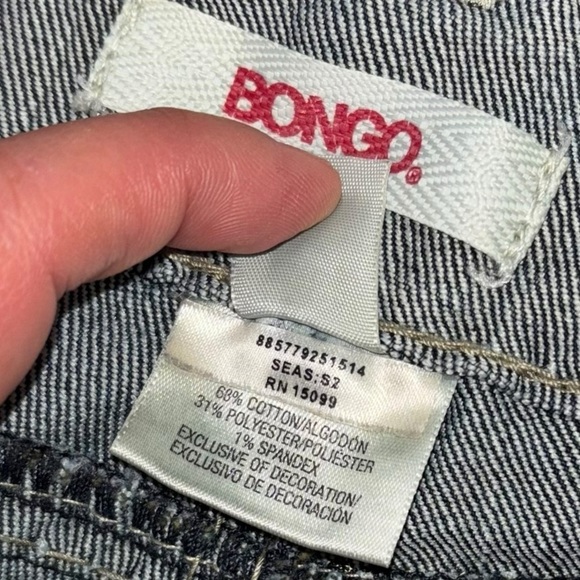 BONGO®
885779251514
SEAS:S2
RN 15099
68% COTTON/ALGODÓN
31% POLYESTER/POLIÉSTER
1% SPANDEX
EXCLUSIVE OF DECORATION/
EXCLUSIVO DE DECORACIÓN